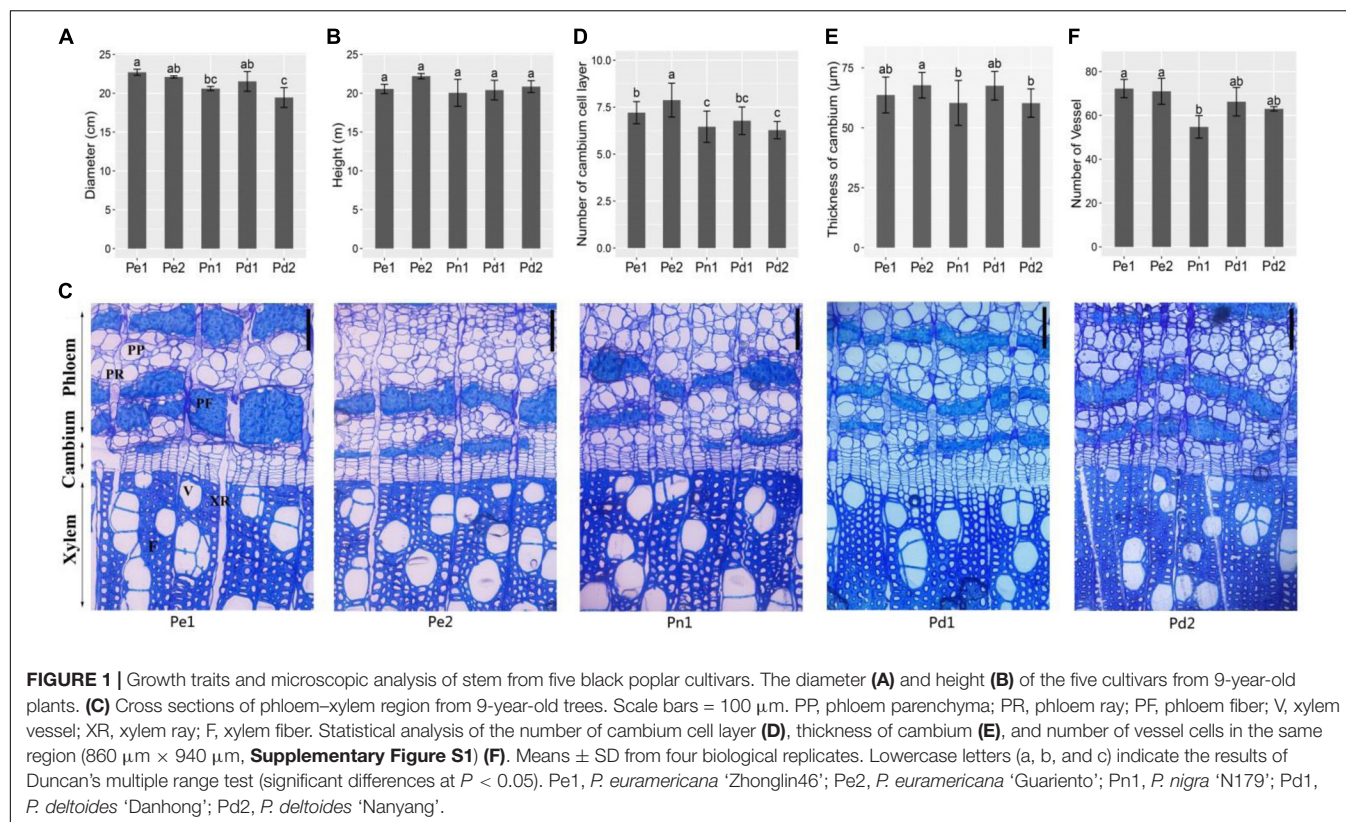 A
B
D
E
F
Diameter (cm)
25
20
15
10
5
0
a
ab
bc
ab
c
Pe1 Pe2 Pn1 Pd1 Pd2
Height (m)
25
20
15
10
5
0
a
a
a
a
a
Pe1 Pe2 Pn1 Pd1 Pd2
Number of cambium cell layer
10.0
7.5
5.0
2.5
0.0
b
a
c
bc
c
Pe1 Pe2 Pn1 Pd1 Pd2
Thickness of cambium (μm)
75
50
25
0
ab
a
b
ab
b
Pe1 Pe2 Pn1 Pd1 Pd2
Number of Vessel
80
60
40
20
0
a
a
b
ab
ab
Pe1 Pe2 Pn1 Pd1 Pd2
C
Phloem
Cambium
Xylem
PP
PR
PF
V
XR
F
Pe1
Pe2
Pn1
Pd1
Pd2
FIGURE 1 | Growth traits and microscopic analysis of stem from five black poplar cultivars. The diameter (A) and height (B) of the five cultivars from 9-year-old
plants. (C) Cross sections of phloem–xylem region from 9-year-old trees. Scale bars = 100 μm. PP, phloem parenchyma; PR, phloem ray; PF, phloem fiber; V, xylem
vessel; XR, xylem ray; F, xylem fiber. Statistical analysis of the number of cambium cell layer (D), thickness of cambium (E), and number of vessel cells in the same
region (860 μm × 940 μm, Supplementary Figure S1) (F). Means ± SD from four biological replicates. Lowercase letters (a, b, and c) indicate the results of
Duncan's multiple range test (significant differences at P < 0.05). Pe1, P. euramericana 'Zhonglin46'; Pe2, P. euramericana 'Guariento'; Pn1, P. nigra 'N179'; Pd1,
P. deltoides 'Danhong'; Pd2, P. deltoides 'Nanyang'.